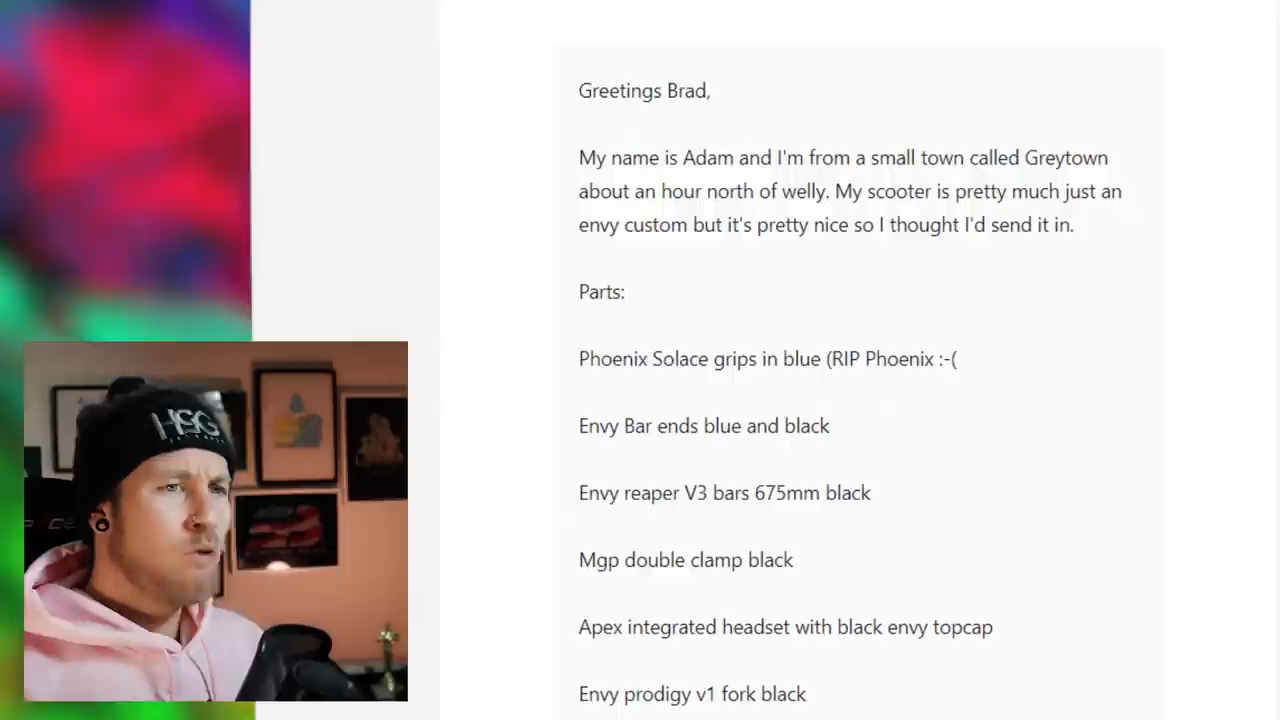 Greetings Brad,
My name is Adam and I'm from a small town called Greytown
about an hour north of welly. My scooter is pretty much just an
envy custom but it's pretty nice so I thought I'd send it in.
Parts:
Phoenix Solace grips in blue (RIP Phoenix :-(
Envy Bar ends blue and black
Envy reaper V3 bars 675mm black
Mgp double clamp black
Apex integrated headset with black envy topcap
Envy prodigy v1 fork black
HSG